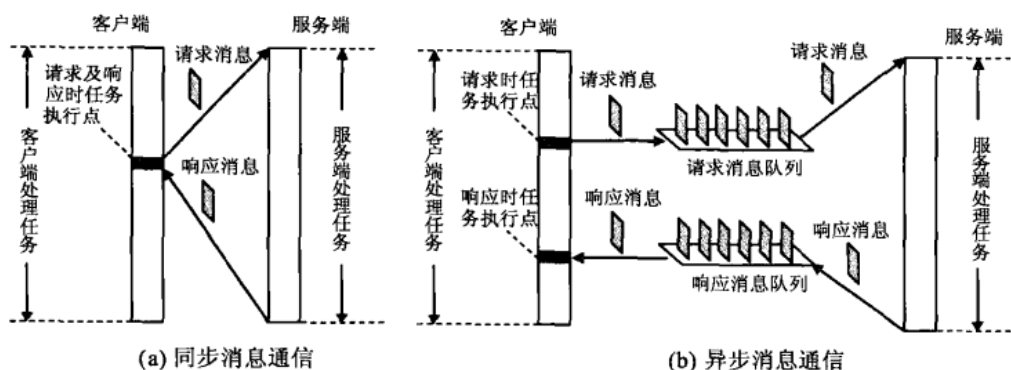 客户端
服务端
请求消息
请求及响
应时任务
执行点
客户端处理任务
服务端处理任务
响应消息
(a) 同步消息通信
客户端
服务端
请求消息
请求时任
务执行点
请求消息
客户端处理任务
请求消息队列
服务端处理任务
响应时任
务执行点
响应消息
响应消息
响应消息队列
(b) 异步消息通信